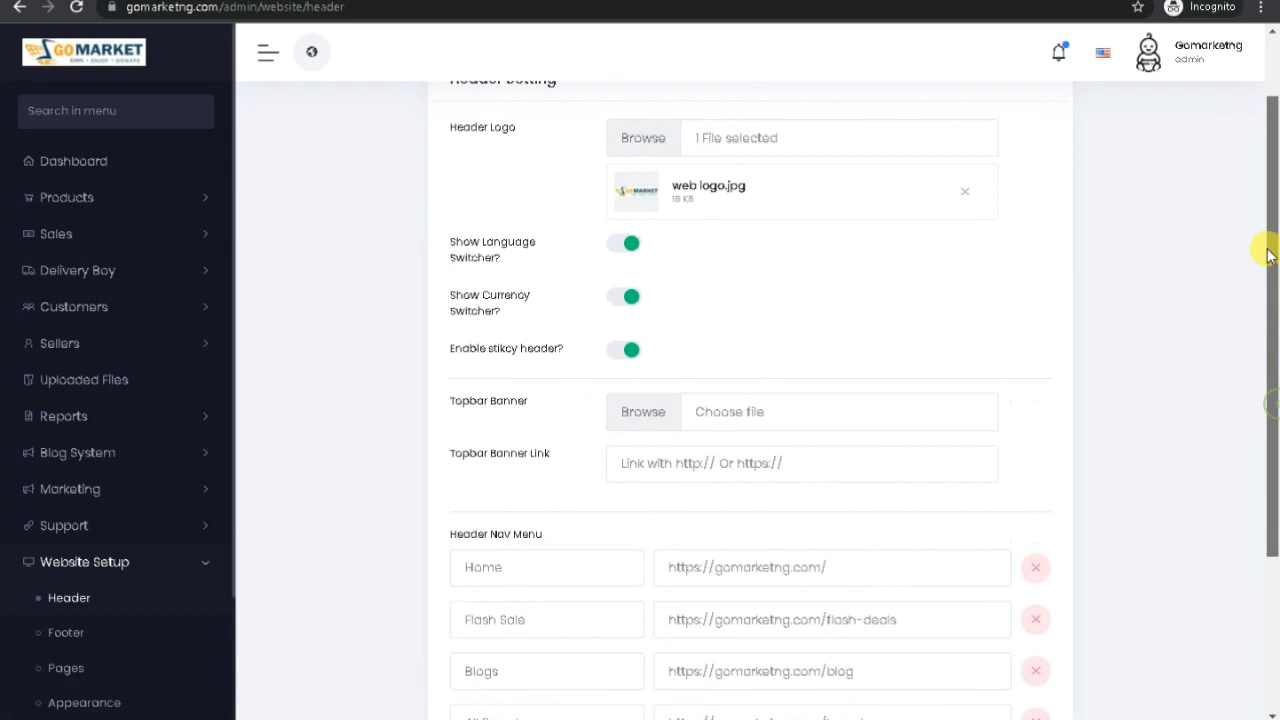 gomarketng.com/admin/website/header
Incognito
GOMARKET
Search in menu
Gomarketng
admin
Dashboard
Products
Sales
Delivery Boy
Customers
Sellers
Uploaded Files
Reports
Blog System
Marketing
Support
Website Setup
Header
Footer
Pages
Appearance
Header Setting
Header Logo
Browse
1 File selected
web logo.jpg
18 KB
Show Language
Switcher?
Show Currency
Switcher?
Enable stikcy header?
Topbar Banner
Browse
Choose file
Topbar Banner Link
Link with http:// Or https://
Header Nav Menu
Home
https://gomarketng.com/
Flash Sale
https://gomarketng.com/flash-deals
Blogs
https://gomarketng.com/blog